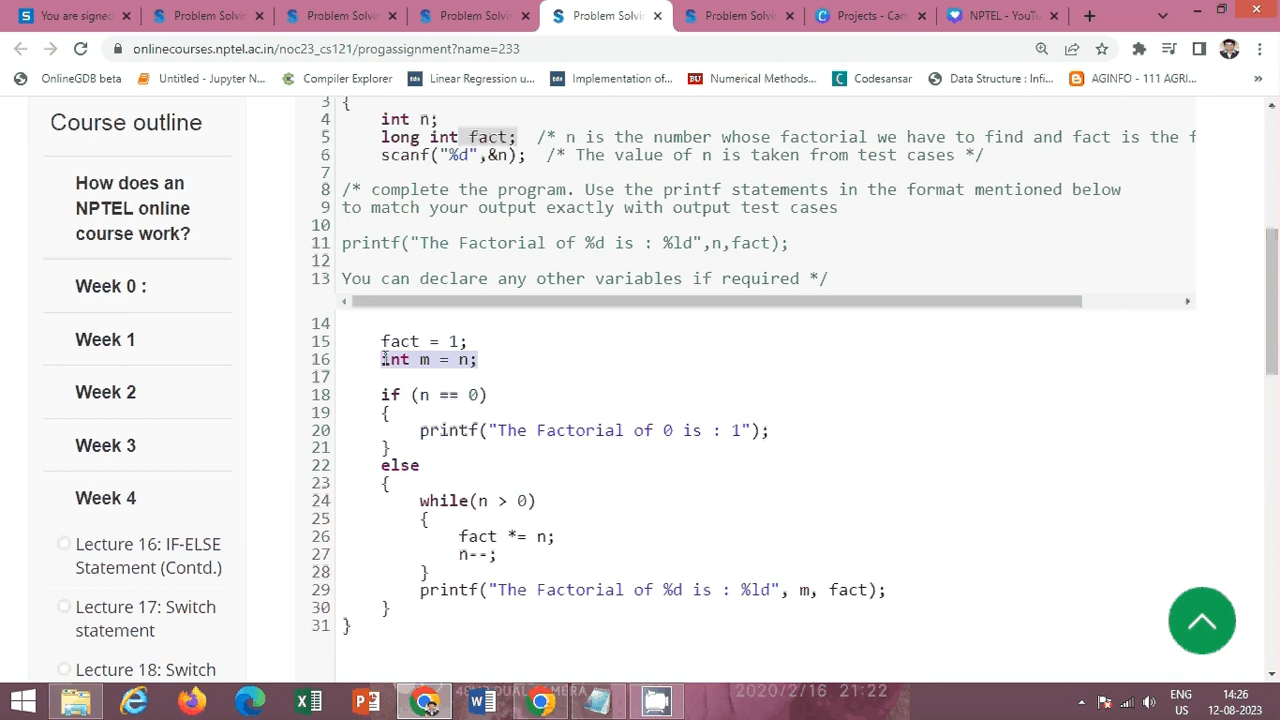 You are signed
Problem Solvin
Problem Solvin
Problem Solvin
Problem Solvin
Problem Solvin
Projects - Can
NPTEL - YouTu
onlinecourses.nptel.ac.in/noc23_cs121/progassignment?name=233
OnlineGDB beta
Untitled - Jupyter N...
Compiler Explorer
Linear Regression u...
Implementation of...
Numerical Methods...
Codesansar
Data Structure : Infi...
AGINFO - 111 AGRI...
»
Course outline
How does an
NPTEL online
course work?
Week 0 :
Week 1
Week 2
Week 3
Week 4
Lecture 16: IF-ELSE
Statement (Contd.)
Lecture 17: Switch
statement
Lecture 18: Switch
3 {
4 int n;
5 long int fact; /* n is the number whose factorial we have to find and fact is the f
6 scanf("%d",&n); /* The value of n is taken from test cases */
7
8 /* complete the program. Use the printf statements in the format mentioned below
9 to match your output exactly with output test cases
10
11 printf("The Factorial of %d is : %ld",n,fact);
12
13 You can declare any other variables if required */
14
15 fact = 1;
16 int m = n;
17
18 if (n == 0)
19 {
20 printf("The Factorial of 0 is : 1");
21 }
22 else
23 {
24 while(n > 0)
25 {
26 fact *= n;
27 n--;
28 }
29 printf("The Factorial of %d is : %ld", m, fact);
30 }
31 }
DUAL CAMERA
2020/2/16 21:22
ENG
US
14:26
12-08-2023